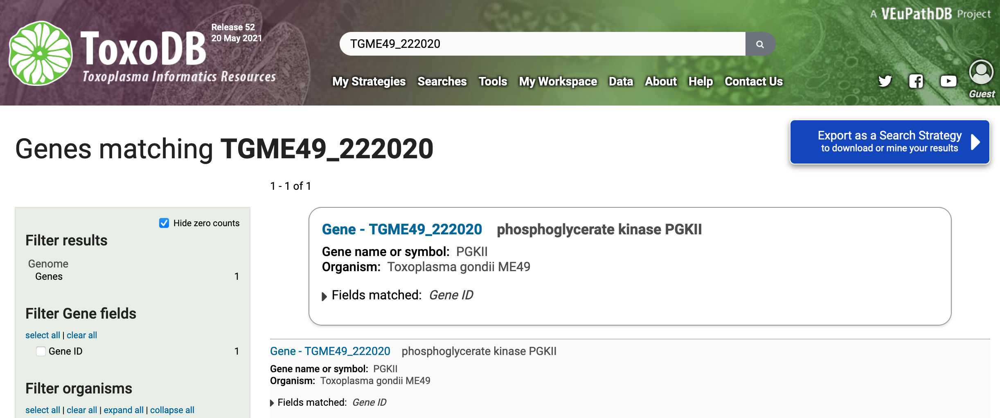 A VEuPathDB Project
ToxoDB
Release 52
20 May 2021
Toxoplasma Informatics Resources
TGME49_222020
My Strategies Searches Tools My Workspace Data About Help Contact Us
Guest
Genes matching TGME49_222020
Export as a Search Strategy
to download or mine your results
1 - 1 of 1
Hide zero counts
Filter results
Genome
Genes 1
Filter Gene fields
select all | clear all
Gene ID 1
Filter organisms
select all | clear all | expand all | collapse all
Gene - TGME49_222020 phosphoglycerate kinase PGKII
Gene name or symbol: PGKII
Organism: Toxoplasma gondii ME49
Fields matched: Gene ID
Gene - TGME49_222020 phosphoglycerate kinase PGKII
Gene name or symbol: PGKII
Organism: Toxoplasma gondii ME49
Fields matched: Gene ID